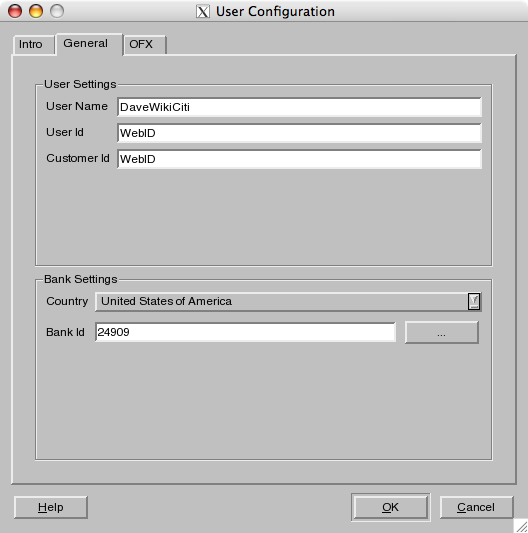 User Configuration
Intro General OFX
User Settings
User Name DaveWikiCiti
User Id WebID
Customer Id WebID
Bank Settings
Country United States of America
Bank Id 24909 ...
Help OK Cancel